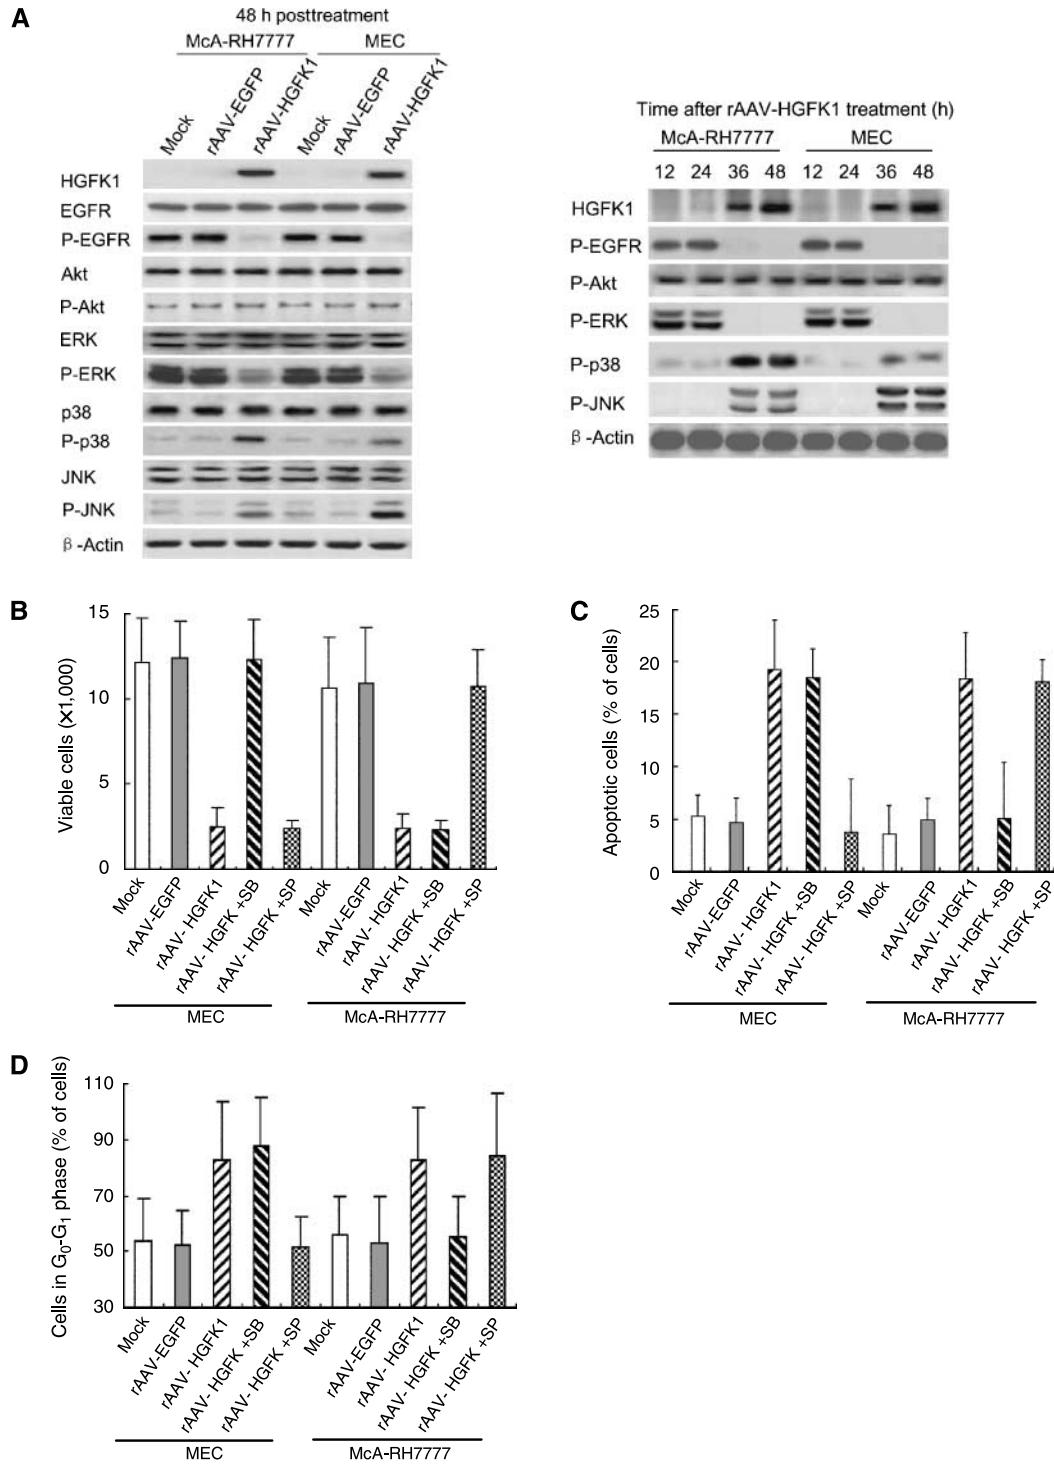 A
48 h posttreatment
McA-RH7777 MEC
Mock rAAV-EGFP rAAV-HGFK1 Mock rAAV-EGFP rAAV-HGFK1
HGFK1
EGFR
P-EGFR
Akt
P-Akt
ERK
P-ERK
p38
P-p38
JNK
P-JNK
β-Actin
Time after rAAV-HGFK1 treatment (h)
McA-RH7777 MEC
12 24 36 48 12 24 36 48
HGFK1
P-EGFR
P-Akt
P-ERK
P-p38
P-JNK
β-Actin
B
Viable cells (×1,000)
15
10
5
0
Mock rAAV-EGFP rAAV- HGFK1 rAAV- HGFK +SB rAAV- HGFK +SP Mock rAAV-EGFP rAAV- HGFK1 rAAV- HGFK +SB rAAV- HGFK +SP
MEC McA-RH7777
C
Apoptotic cells (% of cells)
25
20
15
10
5
0
Mock rAAV-EGFP rAAV- HGFK1 rAAV- HGFK +SB rAAV- HGFK +SP Mock rAAV-EGFP rAAV- HGFK1 rAAV- HGFK +SB rAAV- HGFK +SP
MEC McA-RH7777
D
Cells in G0-G1 phase (% of cells)
110
90
70
50
30
Mock rAAV-EGFP rAAV- HGFK1 rAAV- HGFK +SB rAAV- HGFK +SP Mock rAAV-EGFP rAAV- HGFK1 rAAV- HGFK +SB rAAV- HGFK +SP
MEC McA-RH7777